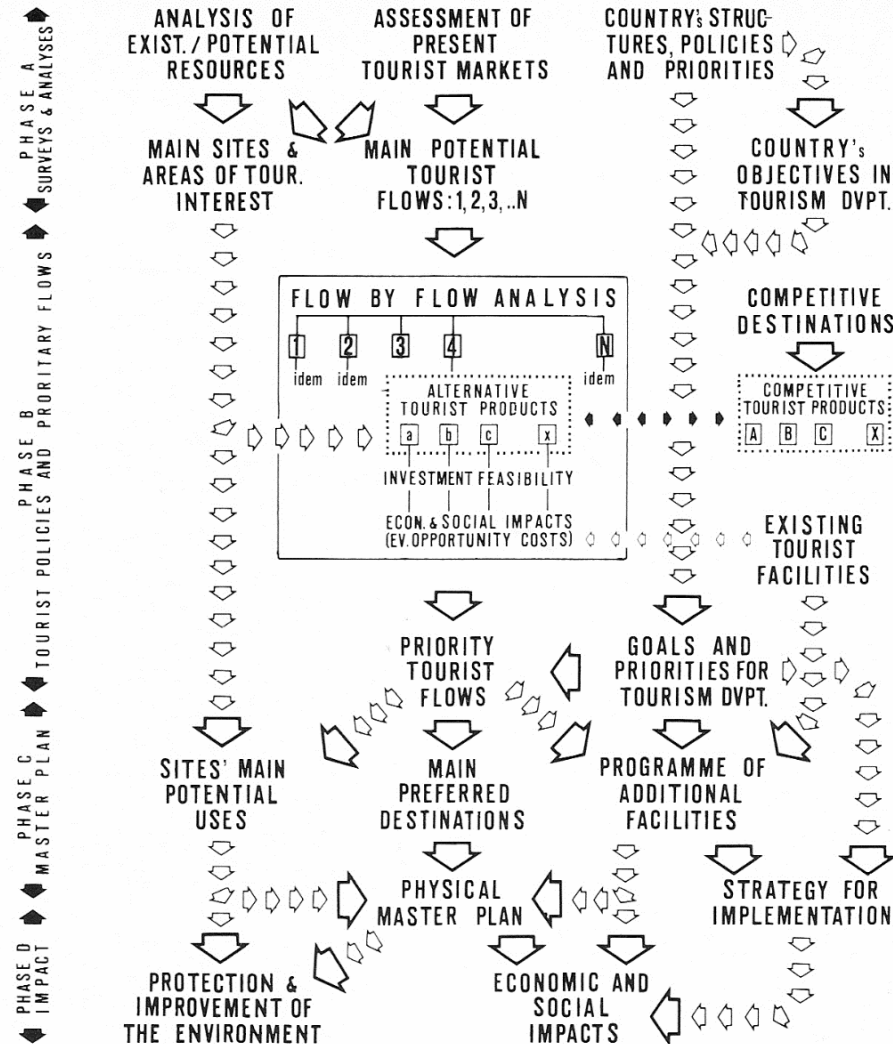 ANALYSIS OF
EXIST./POTENTIAL
RESOURCES
ASSESSMENT OF
PRESENT
TOURIST MARKETS
COUNTRY's STRUC-
TURES, POLICIES
AND PRIORITIES
MAIN SITES &
AREAS OF TOUR.
INTEREST
MAIN POTENTIAL
TOURIST
FLOWS:1,2,3,..N
COUNTRY's
OBJECTIVES IN
TOURISM DVPT.
FLOW BY FLOW ANALYSIS
1 2 3 4 N
idem idem idem
ALTERNATIVE
TOURIST PRODUCTS
a b c x
INVESTMENT FEASIBILITY
ECON. & SOCIAL IMPACTS
(EV. OPPORTUNITY COSTS)
COMPETITIVE
DESTINATIONS
COMPETITIVE
TOURIST PRODUCTS
A B C X
EXISTING
TOURIST
FACILITIES
PRIORITY
TOURIST
FLOWS
GOALS AND
PRIORITIES FOR
TOURISM DVPT.
SITES' MAIN
POTENTIAL
USES
MAIN
PREFERRED
DESTINATIONS
PROGRAMME OF
ADDITIONAL
FACILITIES
PHYSICAL
MASTER PLAN
STRATEGY FOR
IMPLEMENTATION
PROTECTION &
IMPROVEMENT OF
THE ENVIRONMENT
ECONOMIC AND
SOCIAL
IMPACTS
PHASE A
SURVEYS & ANALYSES
PHASE B
TOURIST POLICIES AND PRORITARY FLOWS
PHASE C
MASTER PLAN
PHASE D
IMPACT